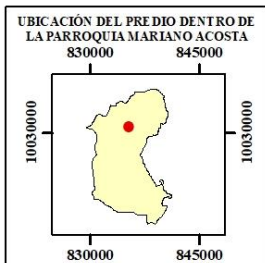 UBICACIÓN DEL PREDIO DENTRO DE
LA PARROQUIA MARIANO ACOSTA
830000 845000
10030000 10030000
830000 845000